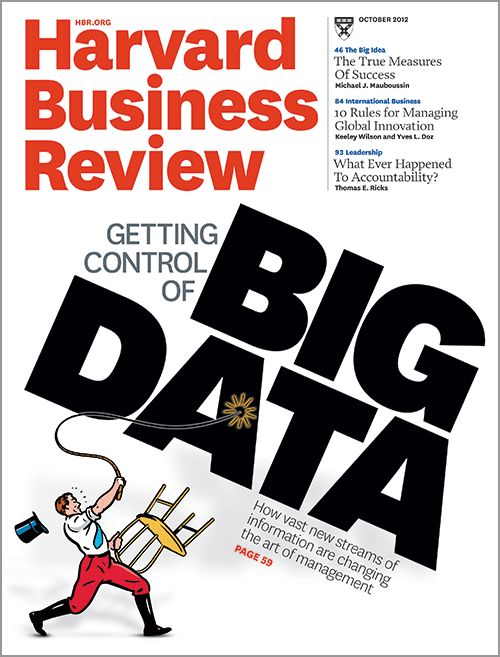 HBR.ORG
Harvard
Business
Review
OCTOBER 2012
46 The Big Idea
The True Measures
Of Success
Michael J. Mauboussin
84 International Business
10 Rules for Managing
Global Innovation
Keeley Wilson and Yves L. Doz
93 Leadership
What Ever Happened
To Accountability?
Thomas E. Ricks
GETTING
CONTROL
OF
BIG
DATA
How vast new streams of
information are changing
the art of management
PAGE 59